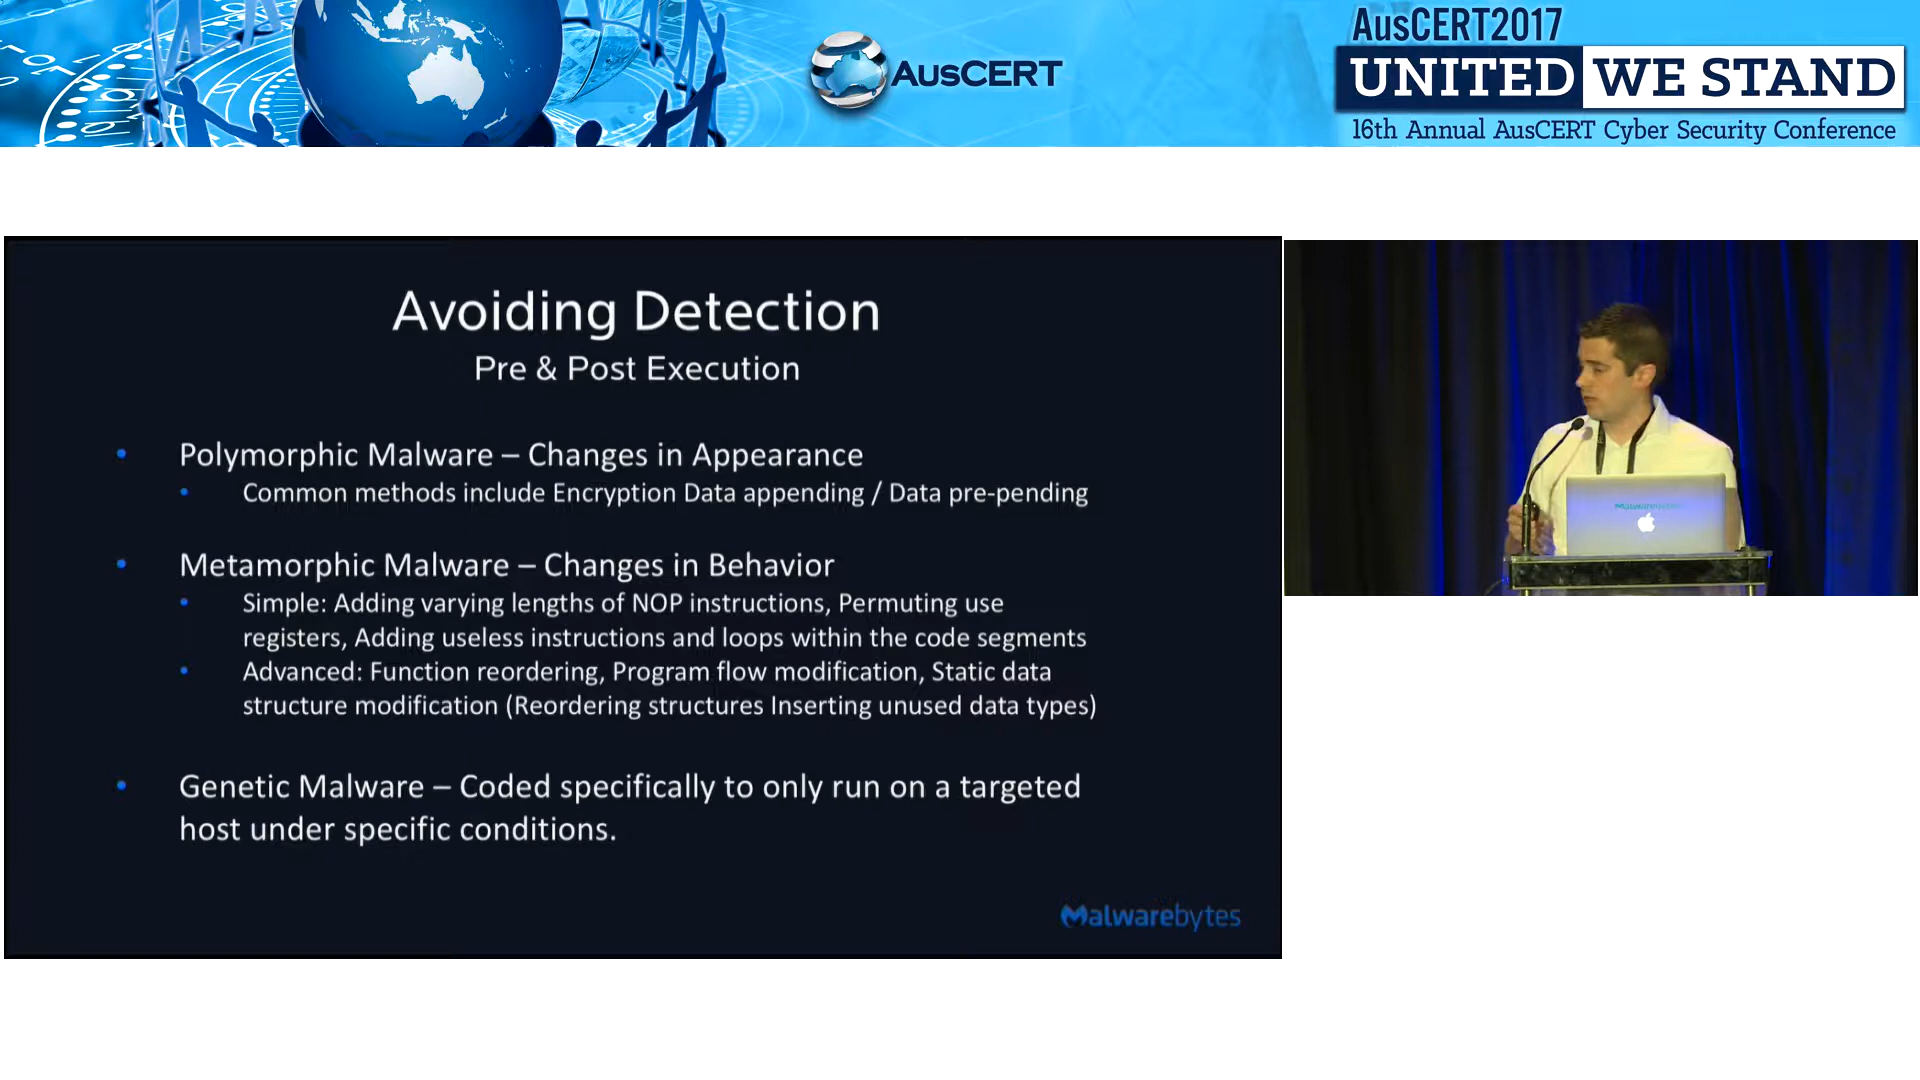 AusCERT2017
AusCERT
UNITED WE STAND
16th Annual AusCERT Cyber Security Conference
Avoiding Detection
Pre & Post Execution
• Polymorphic Malware – Changes in Appearance
• Common methods include Encryption Data appending / Data pre-pending
• Metamorphic Malware – Changes in Behavior
• Simple: Adding varying lengths of NOP instructions, Permuting use
registers, Adding useless instructions and loops within the code segments
• Advanced: Function reordering, Program flow modification, Static data
structure modification (Reordering structures Inserting unused data types)
• Genetic Malware – Coded specifically to only run on a targeted
host under specific conditions.
Malwarebytes
Malwarebytes